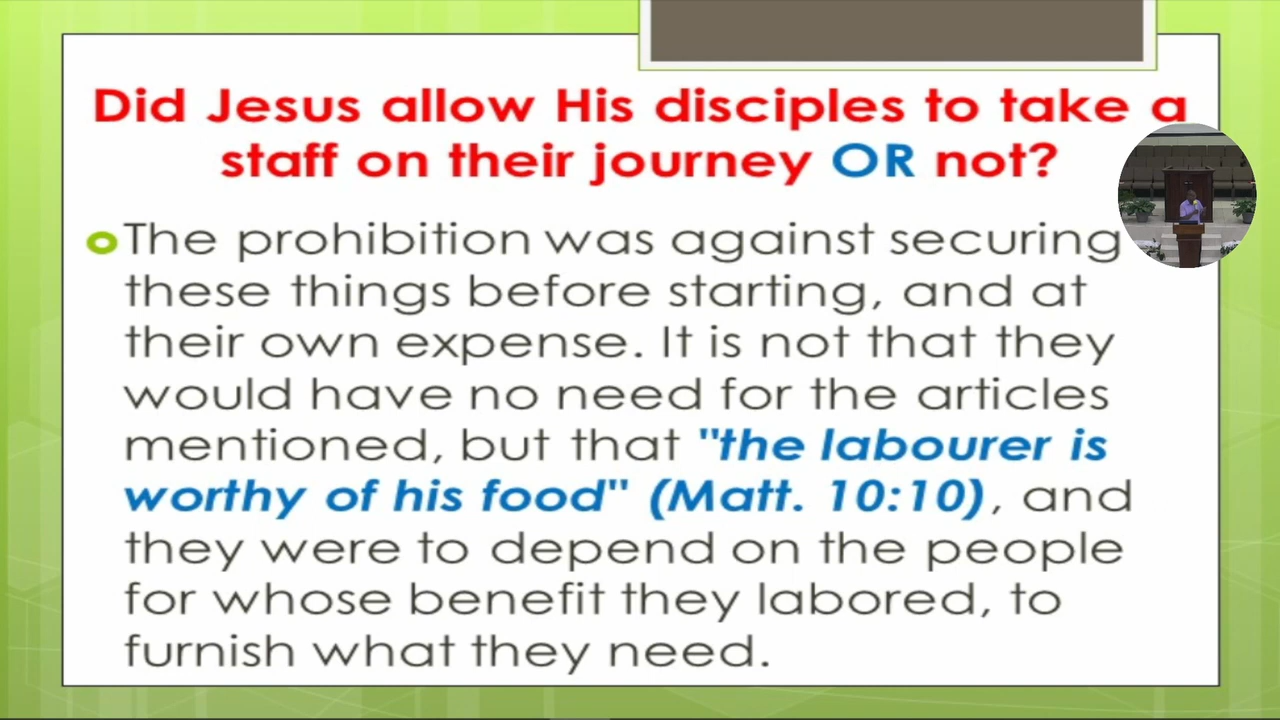 Did Jesus allow His disciples to take a
staff on their journey OR not?
The prohibition was against securing
these things before starting, and at
their own expense. It is not that they
would have no need for the articles
mentioned, but that "the labourer is
worthy of his food" (Matt. 10:10), and
they were to depend on the people
for whose benefit they labored, to
furnish what they need.